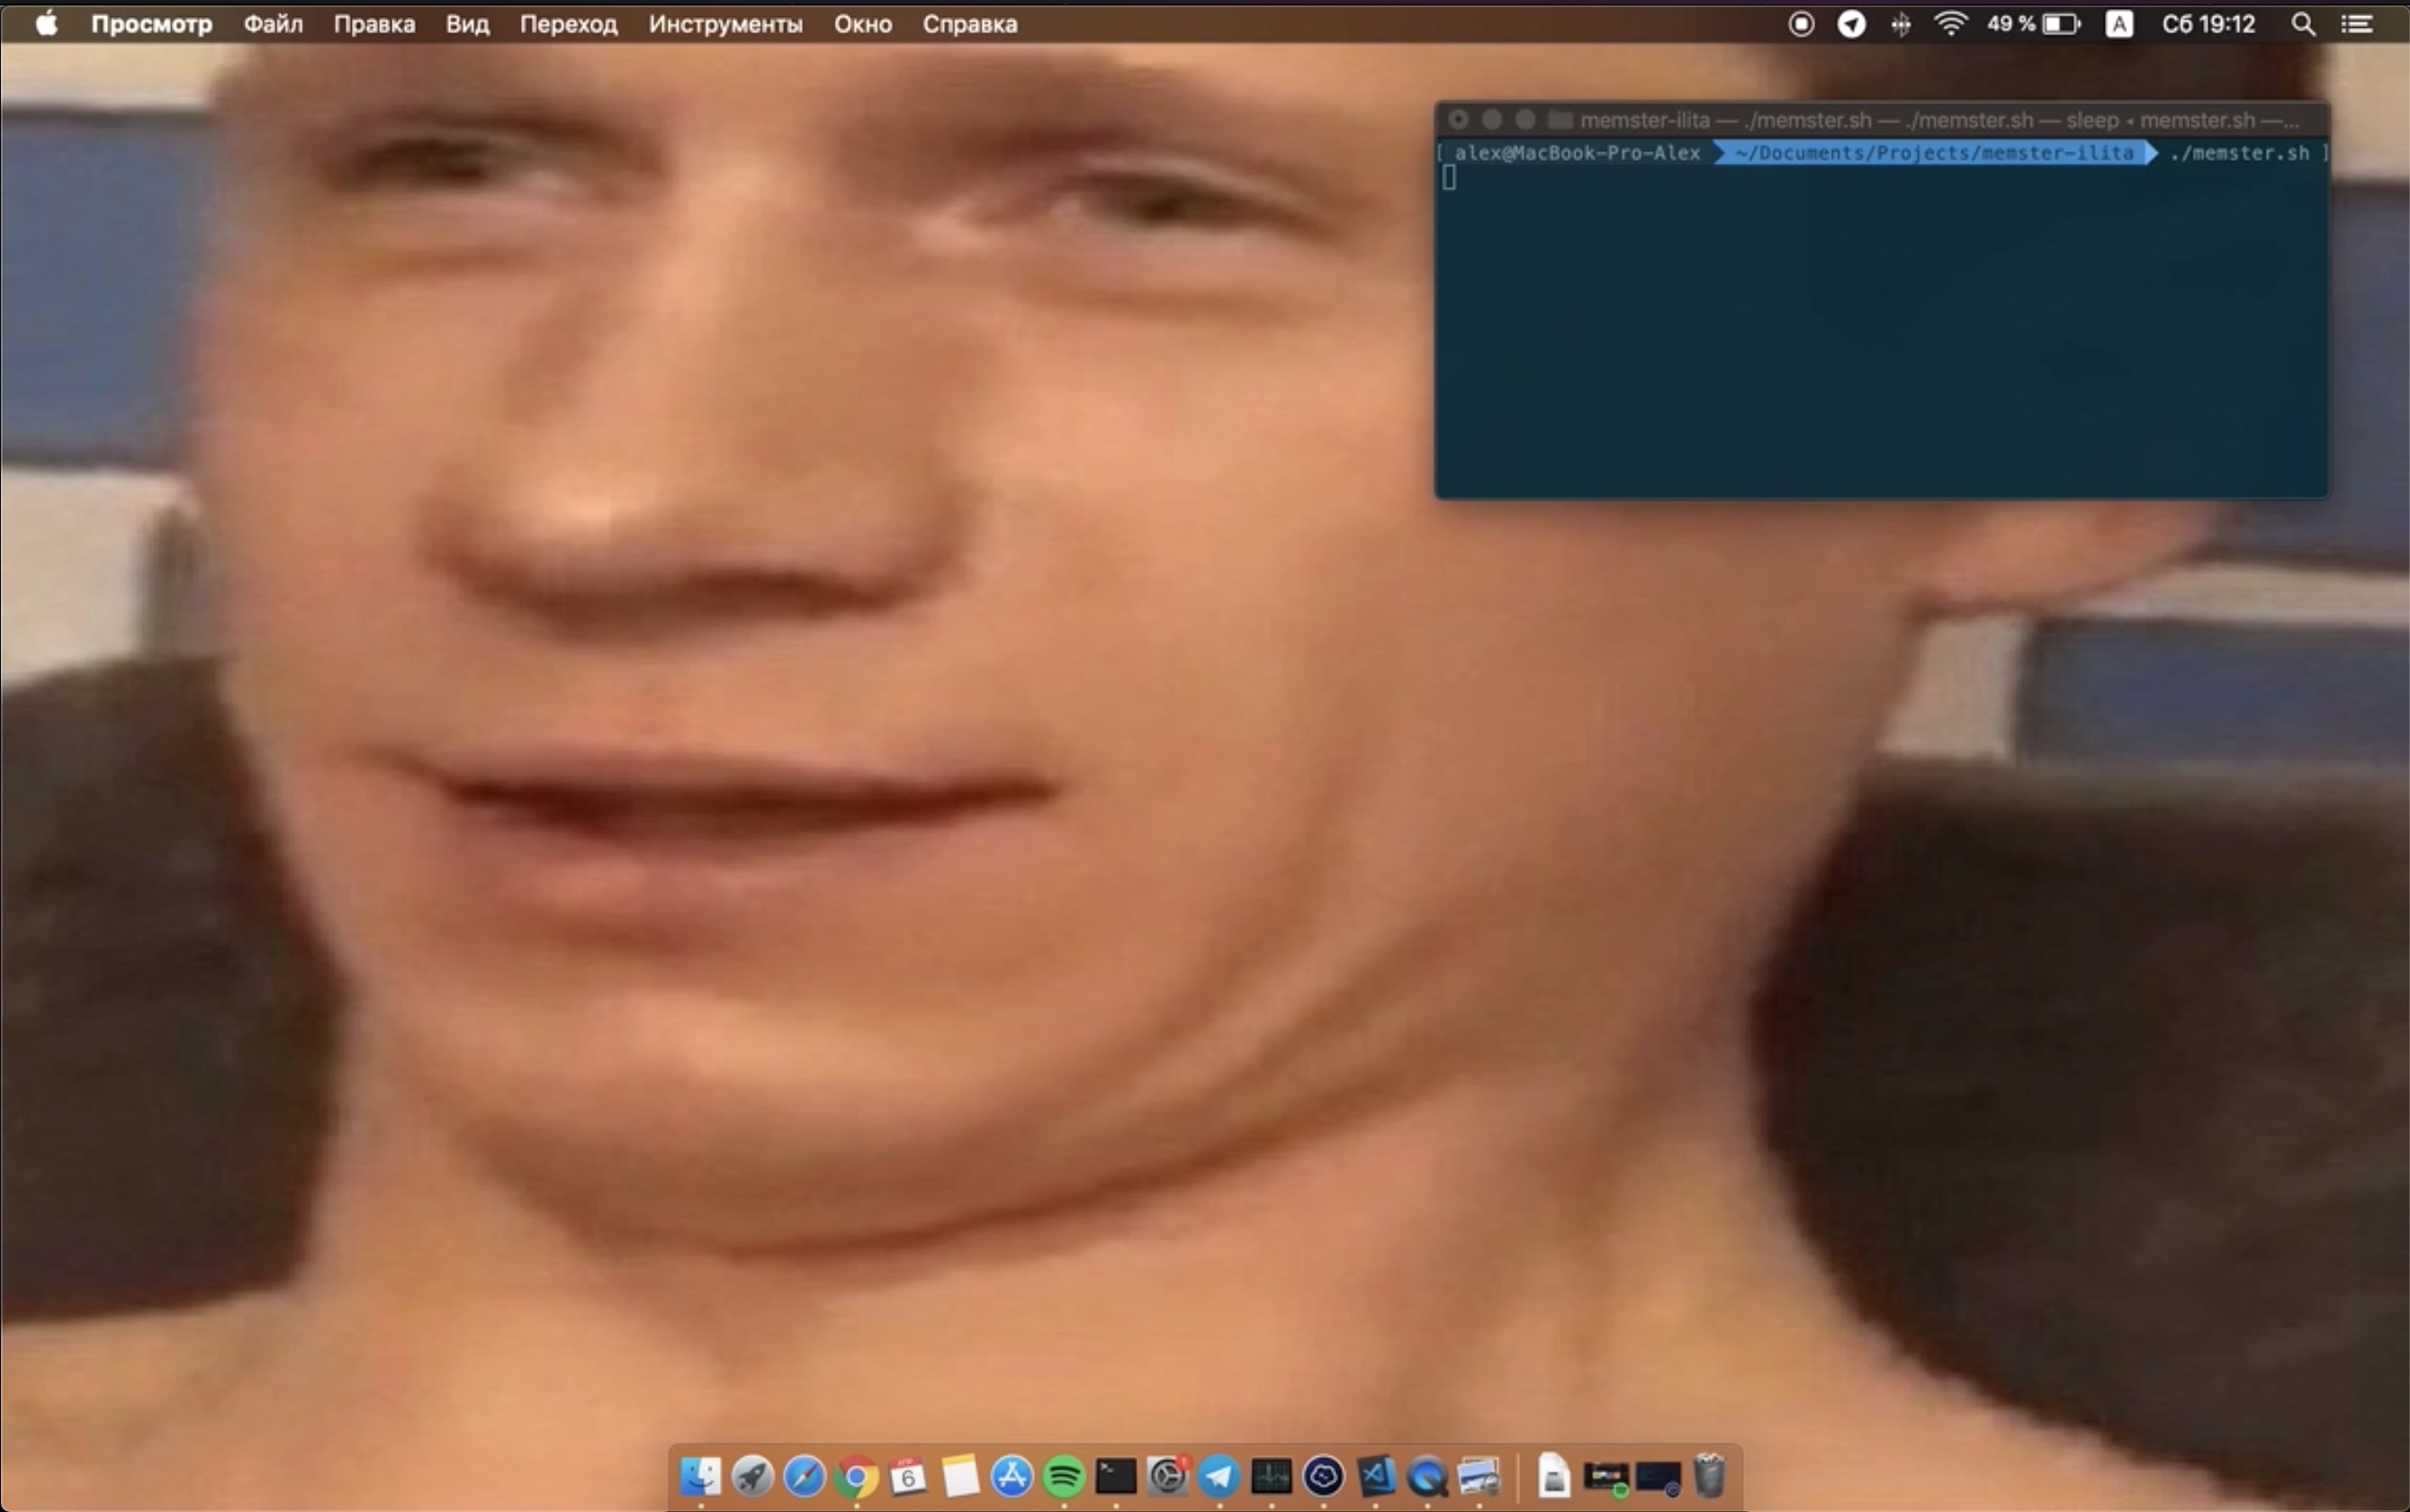 Просмотр Файл Правка Вид Переход Инструменты Окно Справка 49 % A Сб 19:12
memster-ilita — ./memster.sh — ./memster.sh — sleep ◂ memster.sh —...
[ alex@MacBook-Pro-Alex ~/Documents/Projects/memster-ilita ./memster.sh ]
6